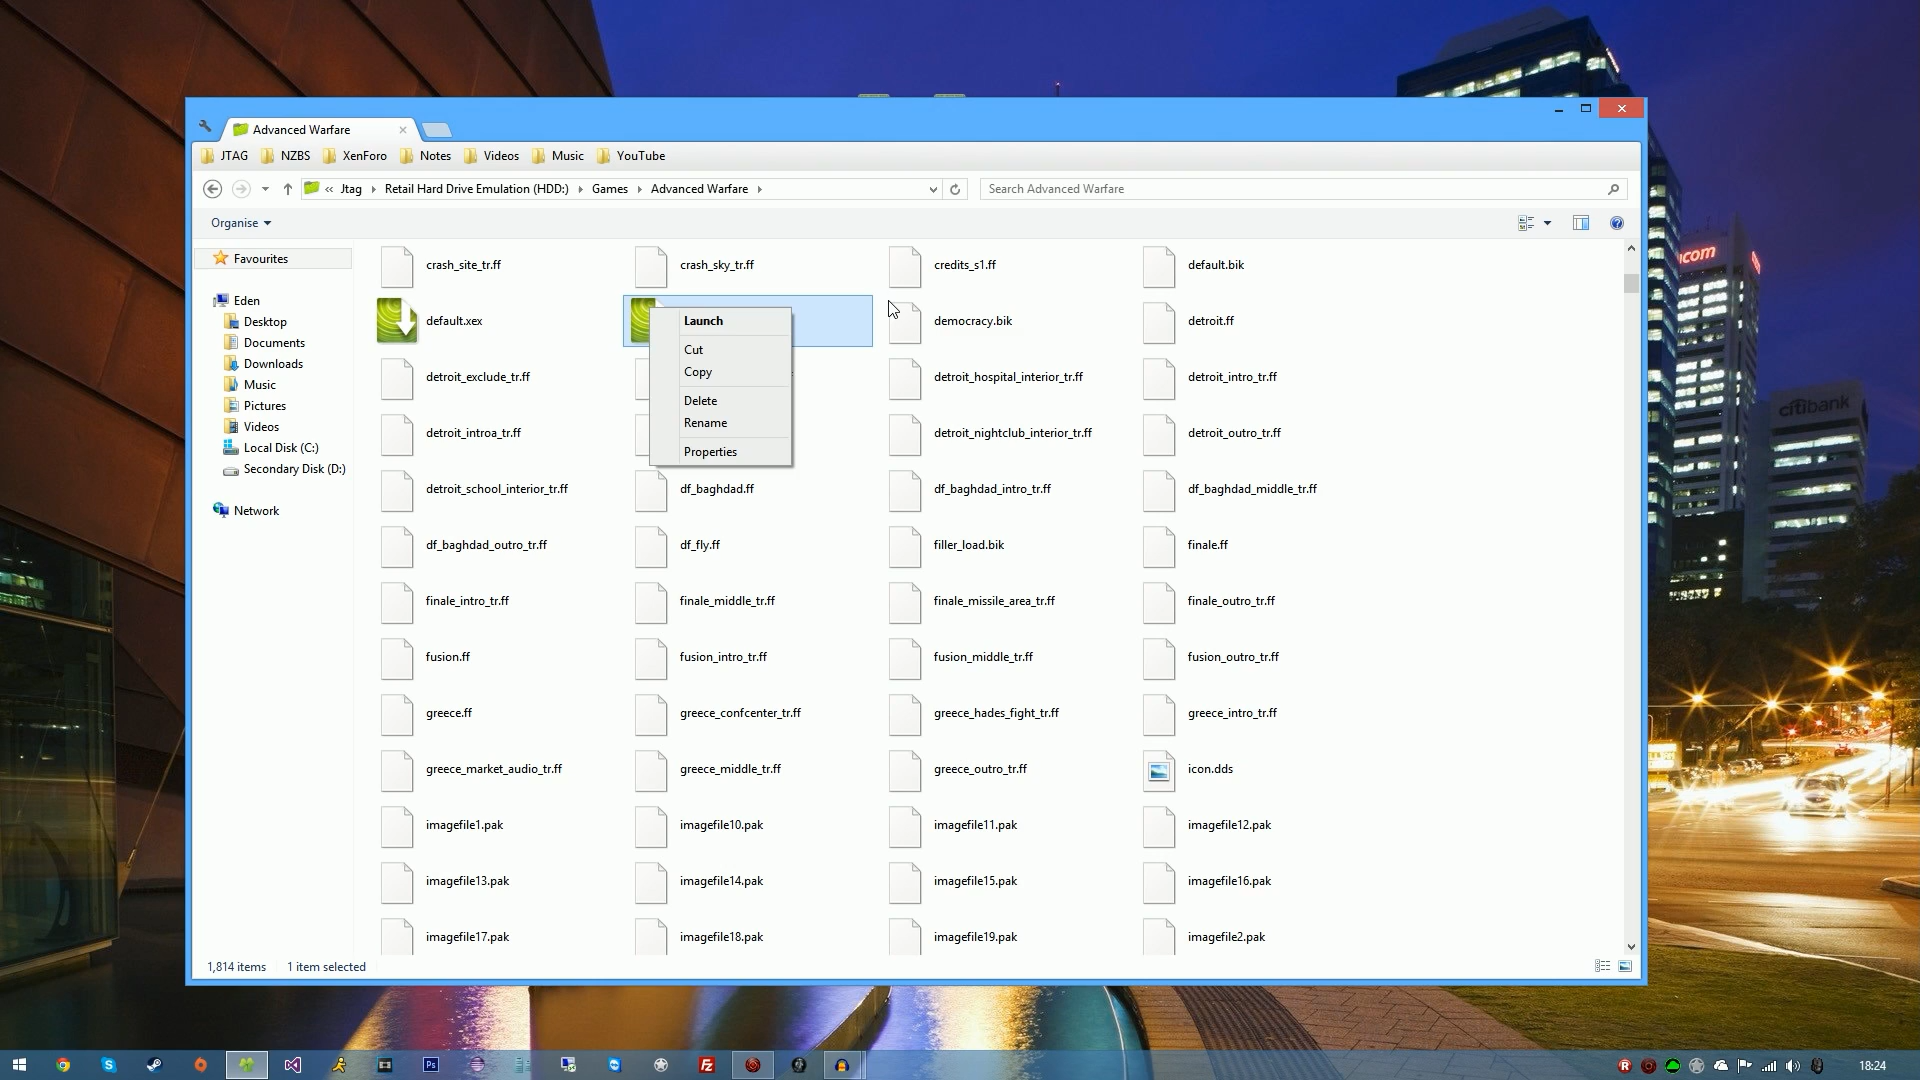 Advanced Warfare
JTAG NZBS XenForo Notes Videos Music YouTube
« Jtag Retail Hard Drive Emulation (HDD:) Games Advanced Warfare
Search Advanced Warfare
Organise
Favourites
Eden
Desktop
Documents
Downloads
Music
Pictures
Videos
Local Disk (C:)
Secondary Disk (D:)
Network
crash_site_tr.ff crash_sky_tr.ff credits_s1.ff default.bik
default.xex democracy.bik detroit.ff
Launch
Cut
Copy
Delete
Rename
Properties
detroit_exclude_tr.ff detroit_hospital_interior_tr.ff detroit_intro_tr.ff
detroit_introa_tr.ff detroit_nightclub_interior_tr.ff detroit_outro_tr.ff
detroit_school_interior_tr.ff df_baghdad.ff df_baghdad_intro_tr.ff df_baghdad_middle_tr.ff
df_baghdad_outro_tr.ff df_fly.ff filler_load.bik finale.ff
finale_intro_tr.ff finale_middle_tr.ff finale_missile_area_tr.ff finale_outro_tr.ff
fusion.ff fusion_intro_tr.ff fusion_middle_tr.ff fusion_outro_tr.ff
greece.ff greece_confcenter_tr.ff greece_hades_fight_tr.ff greece_intro_tr.ff
greece_market_audio_tr.ff greece_middle_tr.ff greece_outro_tr.ff icon.dds
imagefile1.pak imagefile10.pak imagefile11.pak imagefile12.pak
imagefile13.pak imagefile14.pak imagefile15.pak imagefile16.pak
imagefile17.pak imagefile18.pak imagefile19.pak imagefile2.pak
1,814 items 1 item selected
com
citibank
Ps
Fz
R
18:24